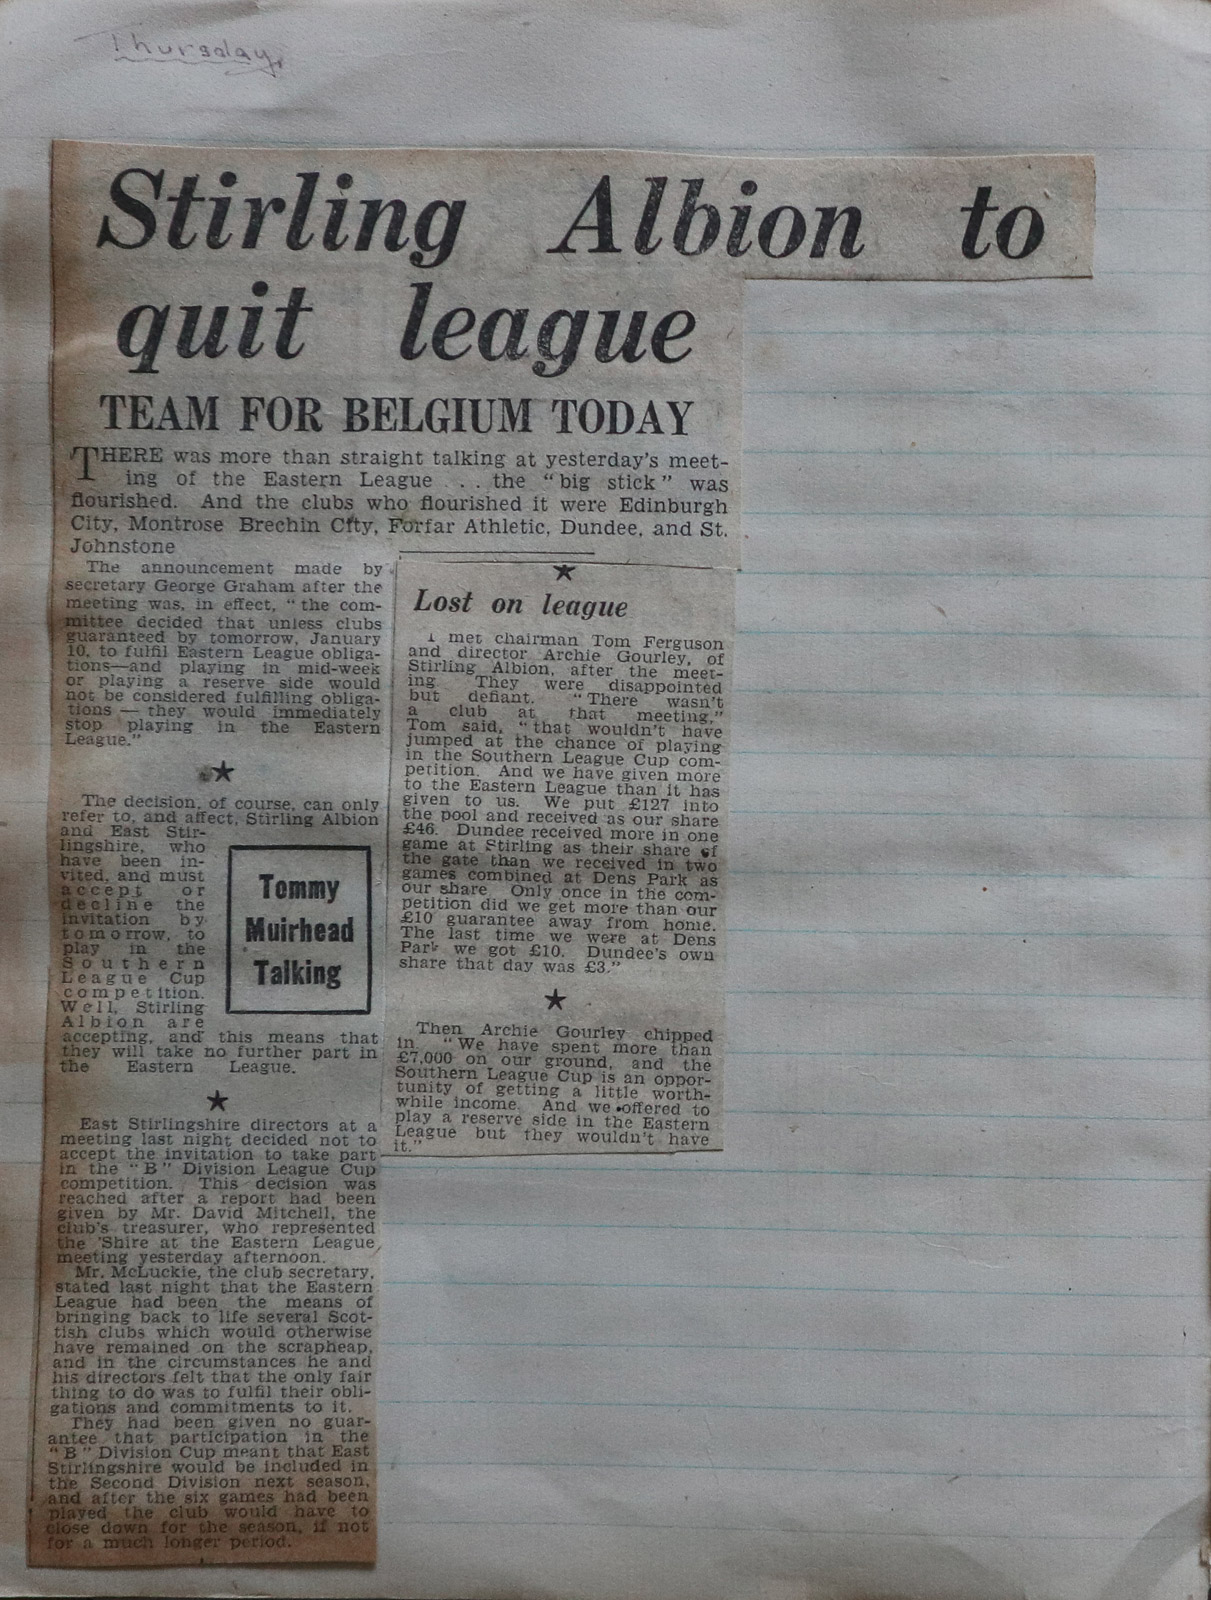 Thursday.
Stirling Albion to
quit league
TEAM FOR BELGIUM TODAY
THERE was more than straight talking at yesterday's meet-
ing of the Eastern League . . the "big stick" was
flourished. And the clubs who flourished it were Edinburgh
City, Montrose Brechin City, Forfar Athletic, Dundee, and St.
Johnstone
The announcement made by
secretary George Graham after the
meeting was, in effect, "the com-
mittee decided that unless clubs
guaranteed by tomorrow, January
10, to fulfil Eastern League obliga-
tions—and playing in mid-week
or playing a reserve side would
not be considered fulfilling obliga-
tions — they would immediately
stop playing in the Eastern
League."
★
The decision, of course, can only
refer to, and affect, Stirling Albion
and East Stir-
lingshire, who
have been in-
vited, and must
accept or
decline the
invitation by
tomorrow, to
play in the
Southern
League Cup
competition.
Well, Stirling
Albion are
accepting, and this means that
they will take no further part in
the Eastern League.
Tommy
Muirhead
Talking
★
East Stirlingshire directors at a
meeting last night decided not to
accept the invitation to take part
in the "B" Division League Cup
competition. This decision was
reached after a report had been
given by Mr. David Mitchell, the
club's treasurer, who represented
the 'Shire at the Eastern League
meeting yesterday afternoon.
Mr. McLuckie, the club secretary,
stated last night that the Eastern
League had been the means of
bringing back to life several Scot-
tish clubs which would otherwise
have remained on the scrapheap,
and in the circumstances he and
his directors felt that the only fair
thing to do was to fulfil their obli-
gations and commitments to it.
They had been given no guar-
antee that participation in the
"B" Division Cup meant that East
Stirlingshire would be included in
the Second Division next season,
and after the six games had been
played the club would have to
close down for the season, if not
for a much longer period.
★
Lost on league
I met chairman Tom Ferguson
and director Archie Gourley, of
Stirling Albion, after the meet-
ing. They were disappointed
but defiant. "There wasn't
a club at that meeting,"
Tom said, "that wouldn't have
jumped at the chance of playing
in the Southern League Cup com-
petition. And we have given more
to the Eastern League than it has
given to us. We put £127 into
the pool and received as our share
£46. Dundee received more in one
game at Stirling as their share of
the gate than we received in two
games combined at Dens Park as
our share. Only once in the com-
petition did we get more than our
£10 guarantee away from home.
The last time we were at Dens
Park we got £10. Dundee's own
share that day was £3."
★
Then Archie Gourley chipped
in. "We have spent more than
£7,000 on our ground, and the
Southern League Cup is an oppor-
tunity of getting a little worth-
while income. And we offered to
play a reserve side in the Eastern
League but they wouldn't have
it."